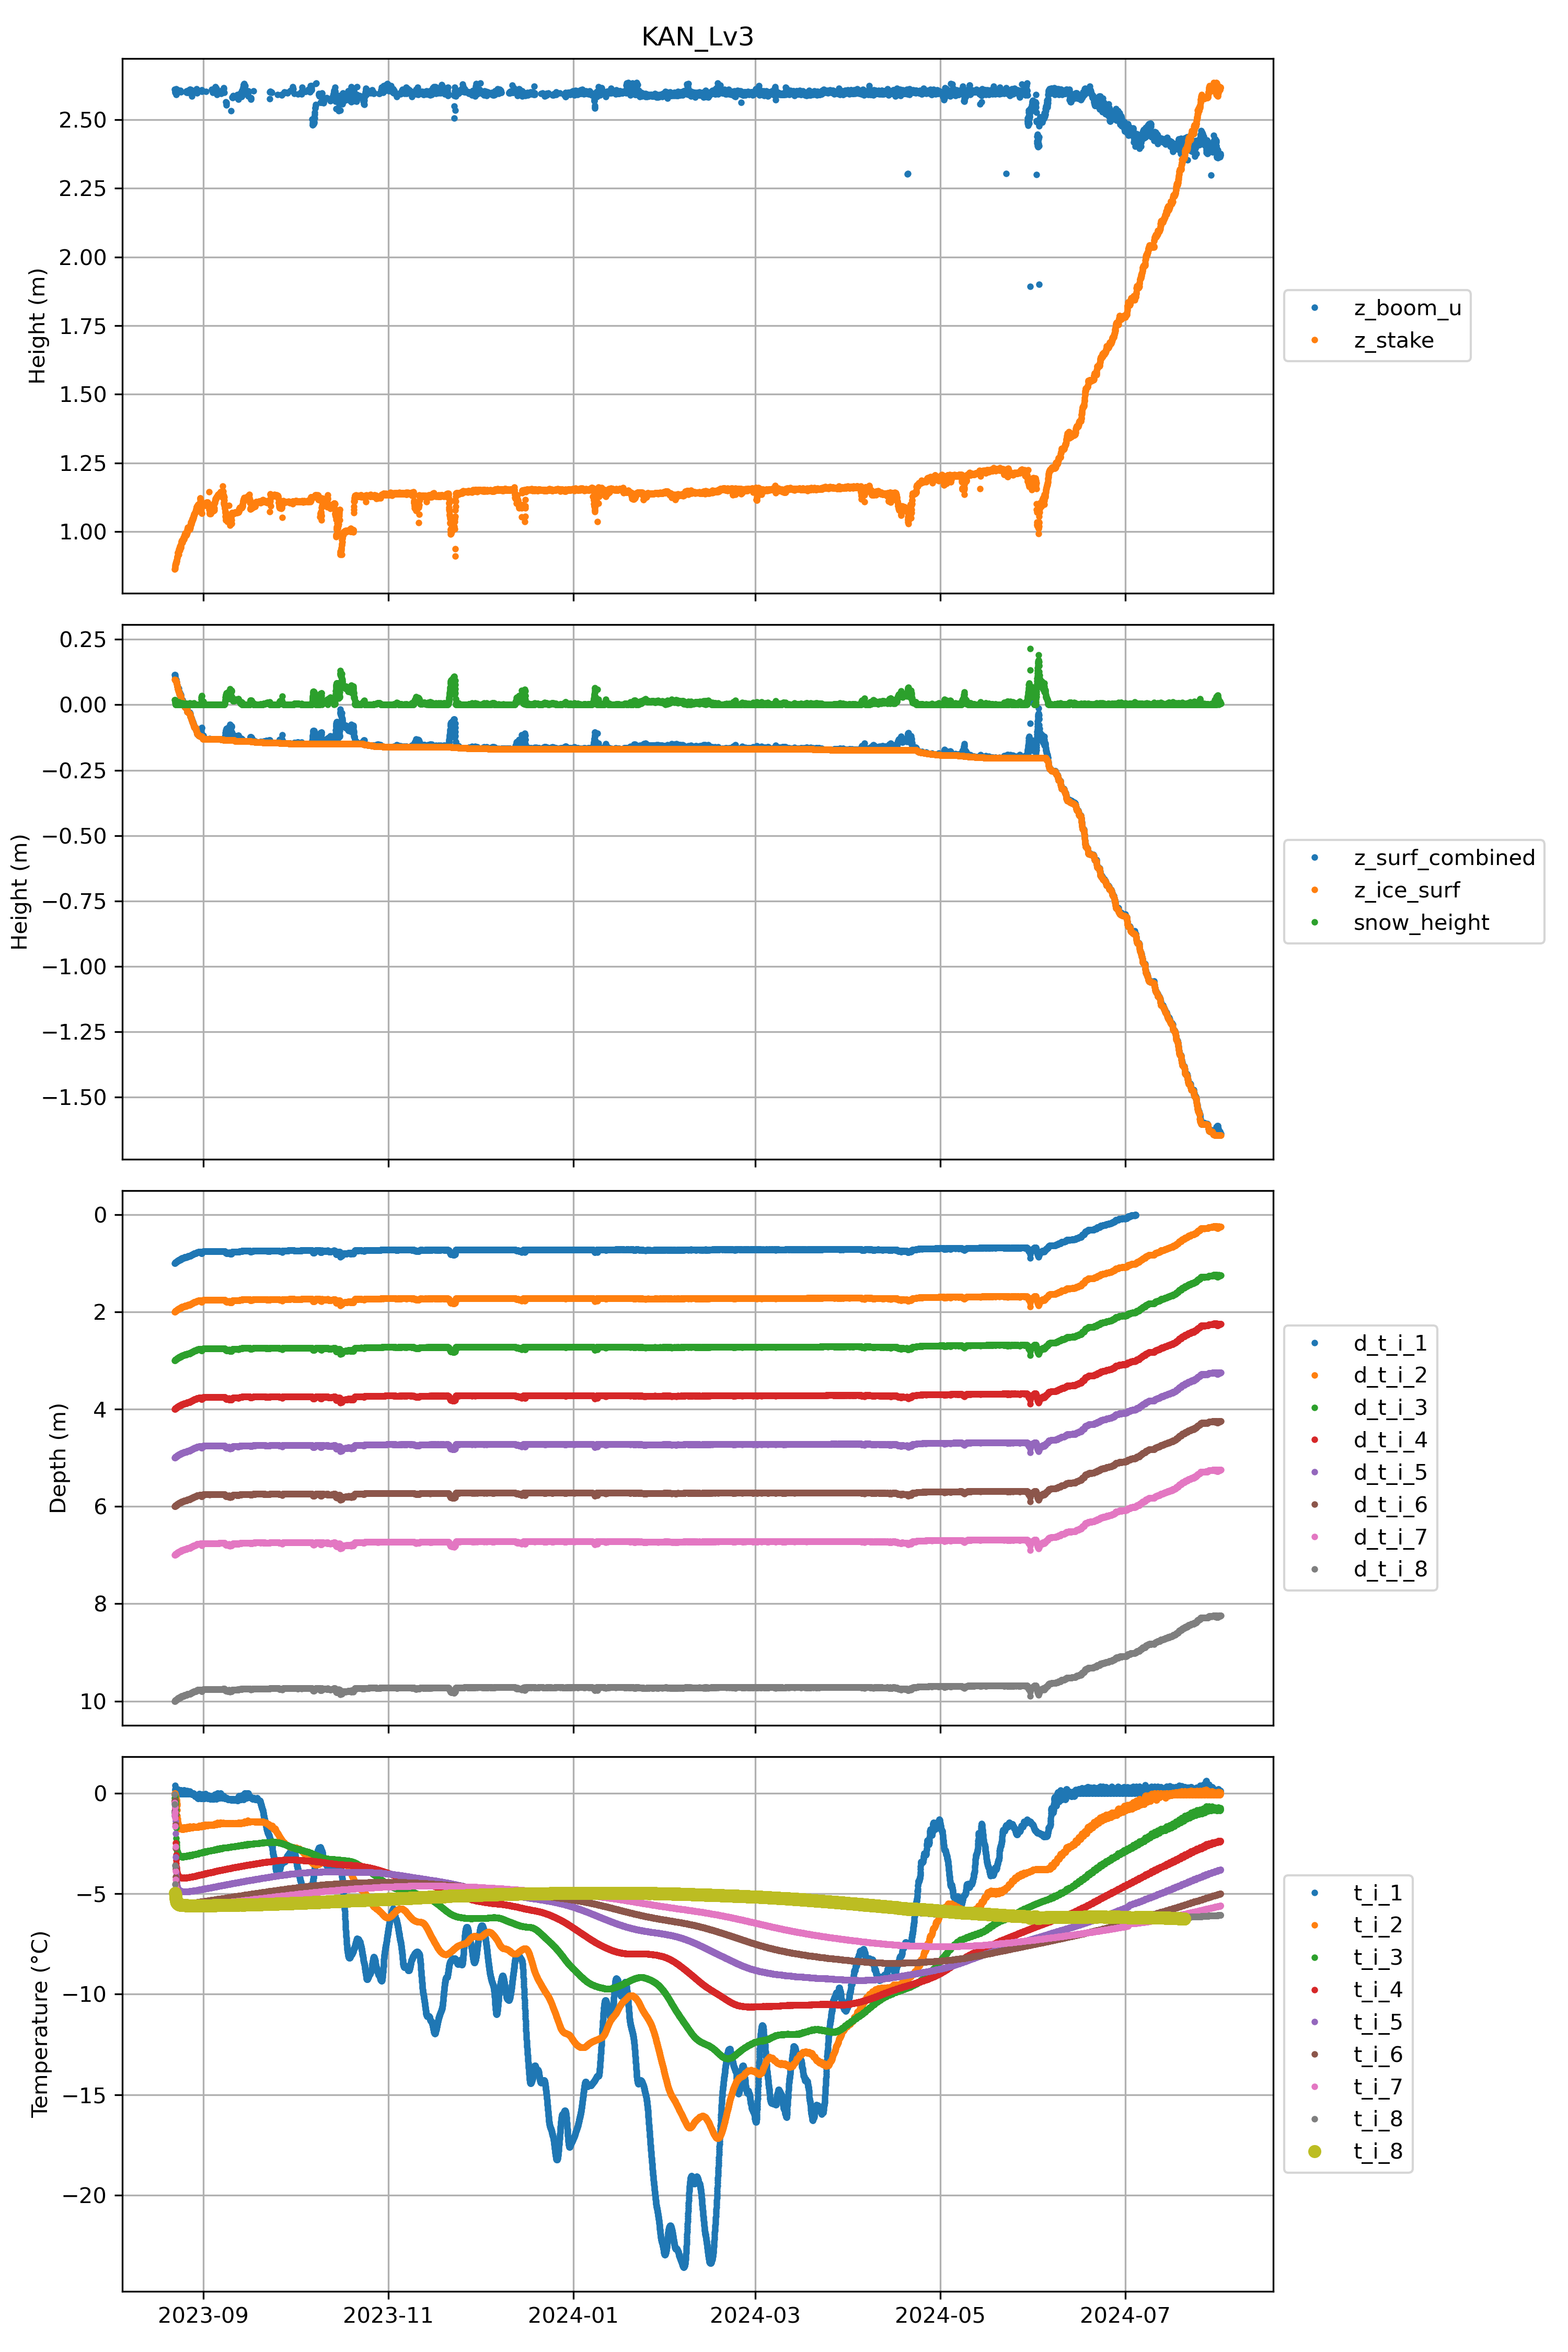 KAN_Lv3
Height (m)
2.50
2.25
2.00
1.75
1.50
1.25
1.00
z_boom_u
z_stake
Height (m)
0.25
0.00
−0.25
−0.50
−0.75
−1.00
−1.25
−1.50
z_surf_combined
z_ice_surf
snow_height
Depth (m)
0
2
4
6
8
10
d_t_i_1
d_t_i_2
d_t_i_3
d_t_i_4
d_t_i_5
d_t_i_6
d_t_i_7
d_t_i_8
Temperature (°C)
0
−5
−10
−15
−20
t_i_1
t_i_2
t_i_3
t_i_4
t_i_5
t_i_6
t_i_7
t_i_8
t_i_8
2023-09 2023-11 2024-01 2024-03 2024-05 2024-07